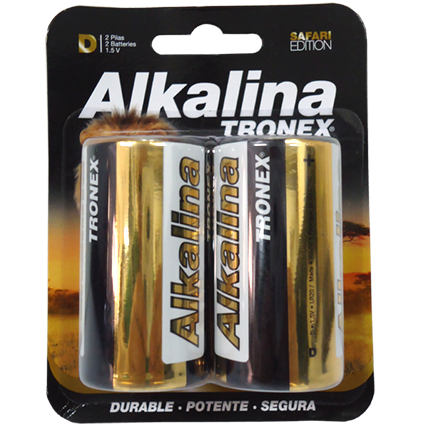 D
2 Pilas
2 Batteries
1.5 V
SAFARI
EDITION
Alkalina
TRONEX®
TRONEX
Alkalina
Alkalina
TRONEX
DURABLE · POTENTE · SEGURA